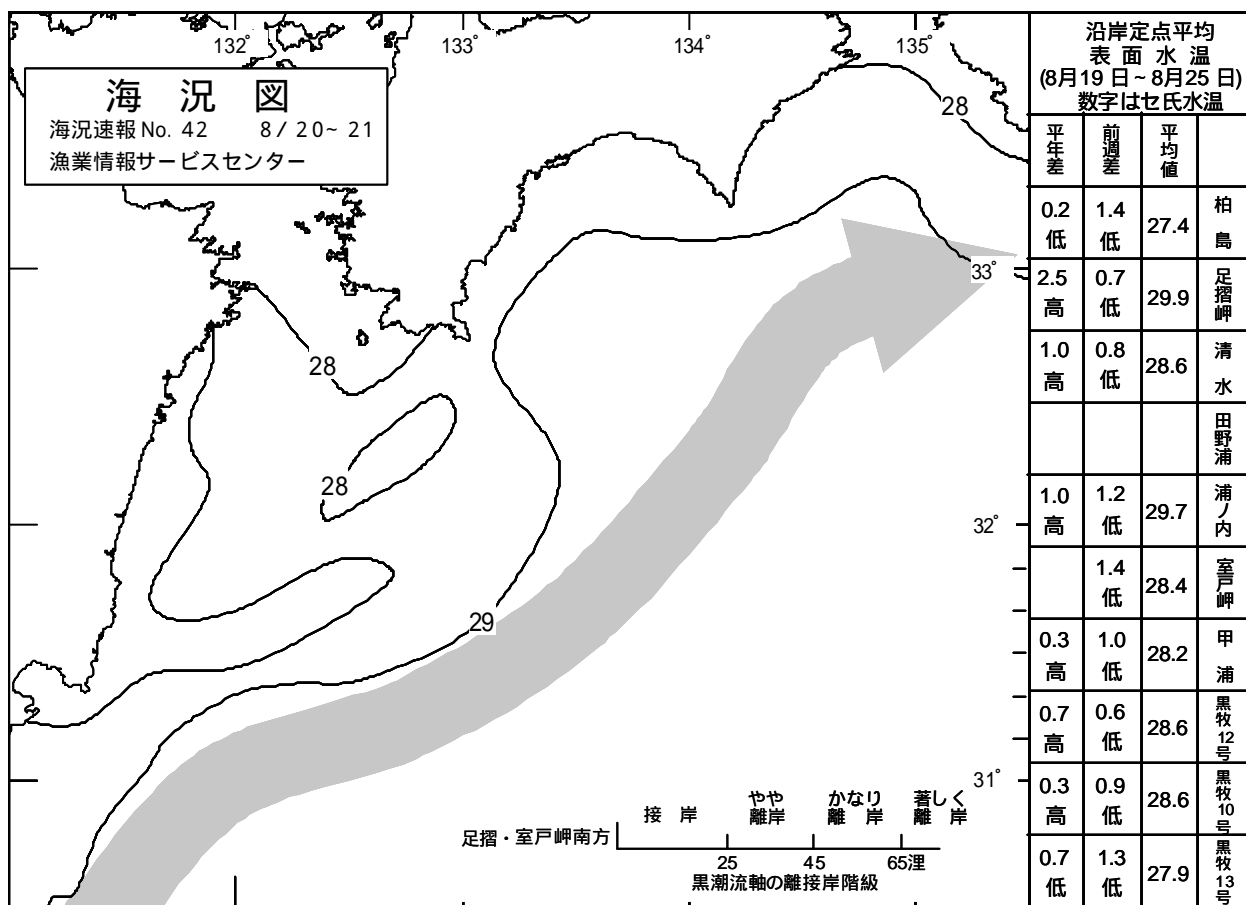 海況図
海況速報No. 42 8/20~21
漁業情報サービスセンター
132°
133°
134°
135°
28
33°
28
28
32°
29
31°
足摺・室戸岬南方
接岸
やや離岸
かなり離岸
著しく離岸
25 45 65浬
黒潮流軸の離接岸階級
沿岸定点平均
表面水温
(8月19日~8月25日)
数字はセ氏水温
平年差 前週差 平均値
0.2低 1.4低 27.4 柏島
2.5高 0.7低 29.9 足摺岬
1.0高 0.8低 28.6 清水
田野浦
1.0高 1.2低 29.7 浦ノ内
1.4低 28.4 室戸岬
0.3高 1.0低 28.2 甲浦
0.7高 0.6低 28.6 黒牧12号
0.3高 0.9低 28.6 黒牧10号
0.7低 1.3低 27.9 黒牧13号